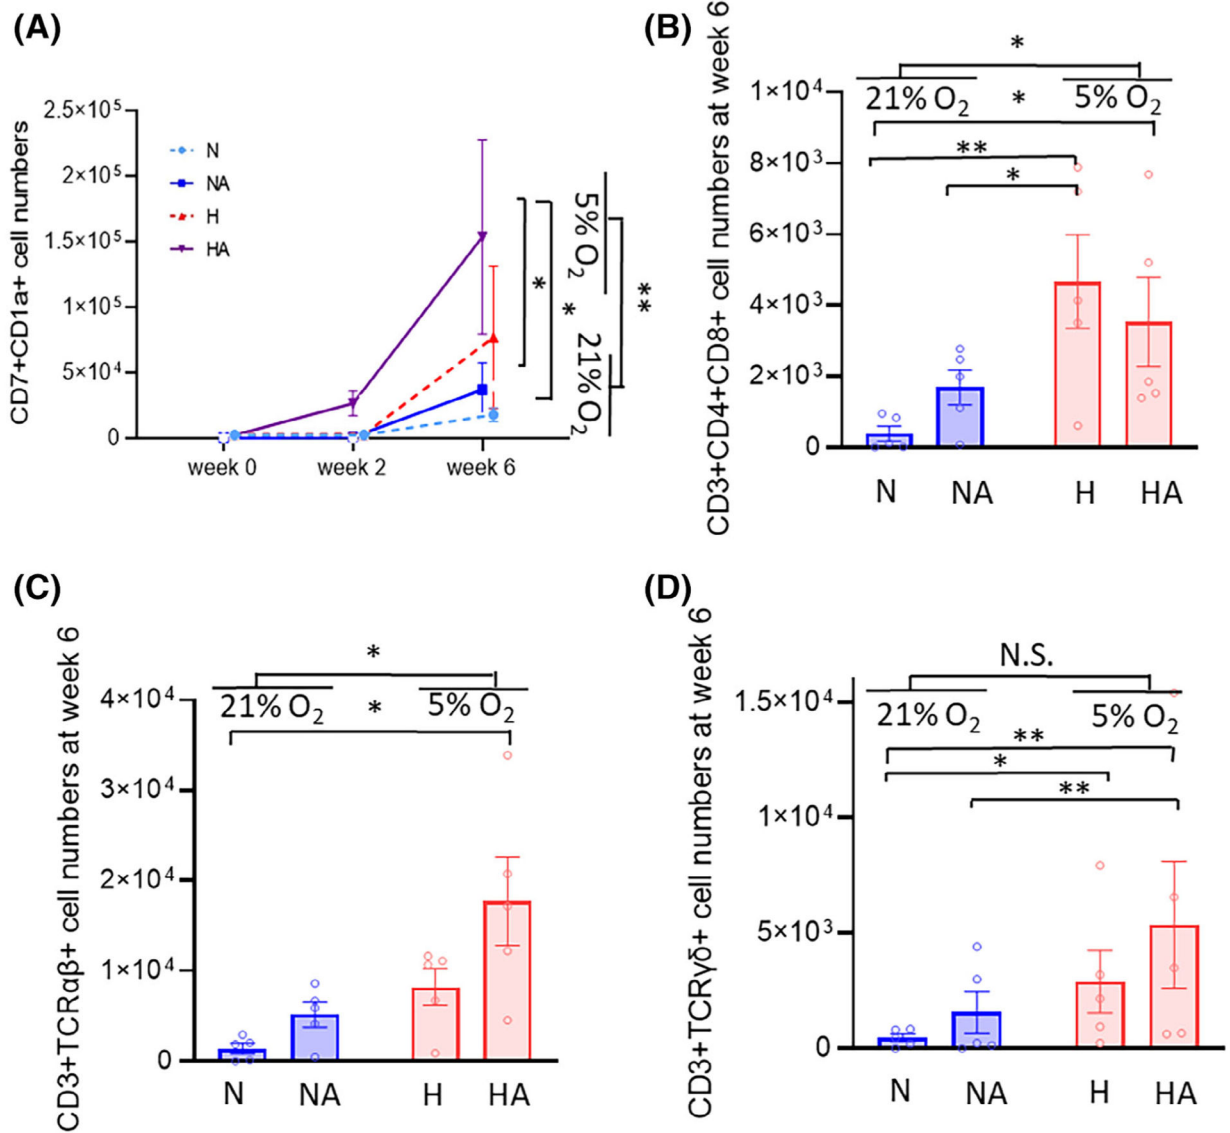 (A)
CD7+CD1a+ cell numbers
2.5×10⁵
2×10⁵
1.5×10⁵
1×10⁵
5×10⁴
0
N
NA
H
HA
week 0
week 2
week 6
*
*
5% O₂
21% O₂
**
(B)
CD3+CD4+CD8+ cell numbers at week 6
1×10⁴
8×10³
6×10³
4×10³
2×10³
0
*
21% O₂
5% O₂
*
**
*
N
NA
H
HA
(C)
CD3+TCRαβ+ cell numbers at week 6
4×10⁴
3×10⁴
2×10⁴
1×10⁴
0
*
21% O₂
5% O₂
*
N
NA
H
HA
(D)
CD3+TCRγδ+ cell numbers at week 6
1.5×10⁴
1×10⁴
5×10³
0
N.S.
21% O₂
5% O₂
**
*
**
N
NA
H
HA